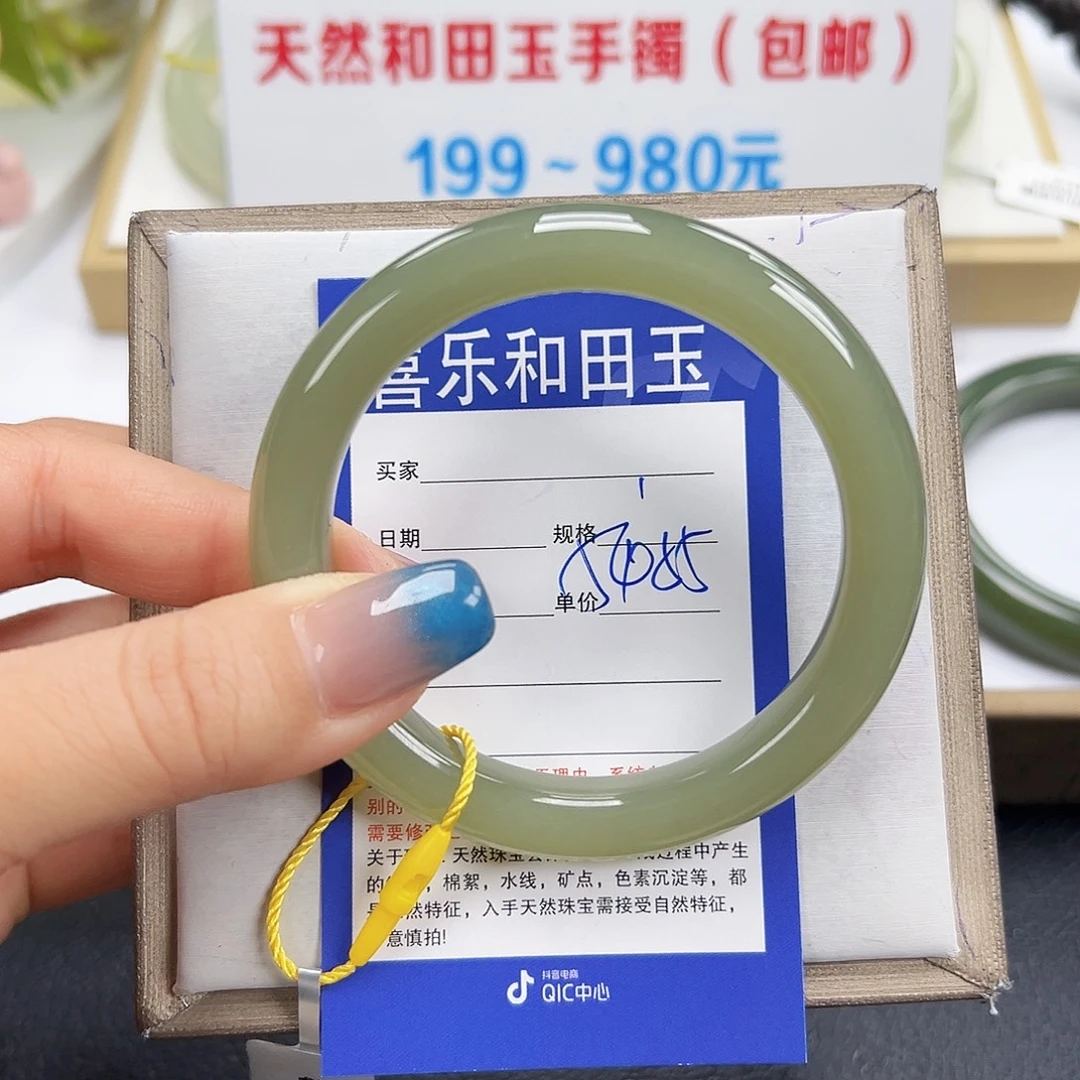 天然和田玉手镯（包邮）
199～980元
喜乐和田玉
买家
日期
规格
单价
别的
关于
天然珠宝
过程中产生
棉絮，水线，矿点，色素沉淀等，都
然特征，入手天然珠宝需接受自然特征，
意慎拍!
抖音电商
QIC中心